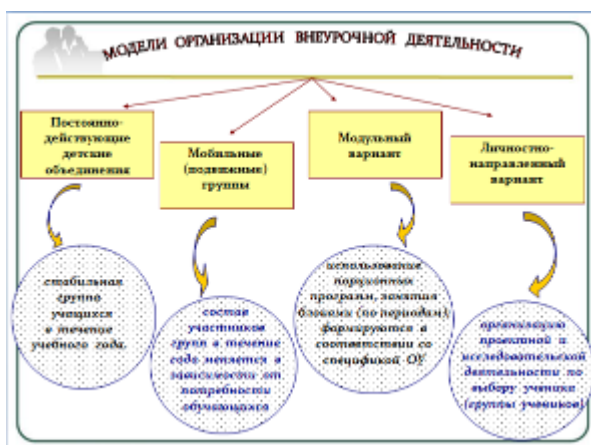 МОДЕЛИ ОРГАНИЗАЦИИ ВНЕУРОЧНОЙ ДЕЯТЕЛЬНОСТИ
Постоянно-
действующие
детские
объединения
Мобильные
(подвижные)
группы
Модульный
вариант
Личностно-
направленный
вариант
стабильная
группа
учащихся
в течение
учебного года.
состав
участников
групп в течение
года меняется в
зависимости от
потребности
обучающихся
использование
порционных
программ, занятия
блоками (по периодам)
формируются в
соответствии со
спецификой ОУ
организацию
проектной и
исследовательской
деятельности по
выбору ученика
(группы учеников)